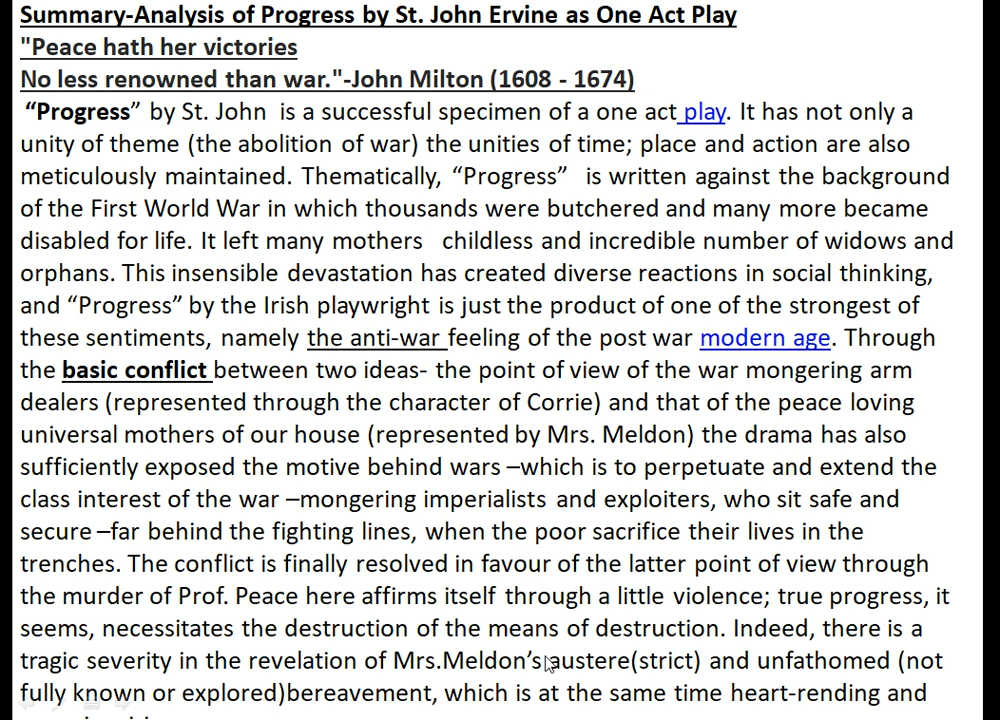 Summary-Analysis of Progress by St. John Ervine as One Act Play
"Peace hath her victories
No less renowned than war."-John Milton (1608 - 1674)
“Progress” by St. John is a successful specimen of a one act play. It has not only a
unity of theme (the abolition of war) the unities of time; place and action are also
meticulously maintained. Thematically, “Progress” is written against the background
of the First World War in which thousands were butchered and many more became
disabled for life. It left many mothers childless and incredible number of widows and
orphans. This insensible devastation has created diverse reactions in social thinking,
and “Progress” by the Irish playwright is just the product of one of the strongest of
these sentiments, namely the anti-war feeling of the post war modern age. Through
the basic conflict between two ideas- the point of view of the war mongering arm
dealers (represented through the character of Corrie) and that of the peace loving
universal mothers of our house (represented by Mrs. Meldon) the drama has also
sufficiently exposed the motive behind wars –which is to perpetuate and extend the
class interest of the war –mongering imperialists and exploiters, who sit safe and
secure –far behind the fighting lines, when the poor sacrifice their lives in the
trenches. The conflict is finally resolved in favour of the latter point of view through
the murder of Prof. Peace here affirms itself through a little violence; true progress, it
seems, necessitates the destruction of the means of destruction. Indeed, there is a
tragic severity in the revelation of Mrs.Meldon’s austere(strict) and unfathomed (not
fully known or explored)bereavement, which is at the same time heart-rending and